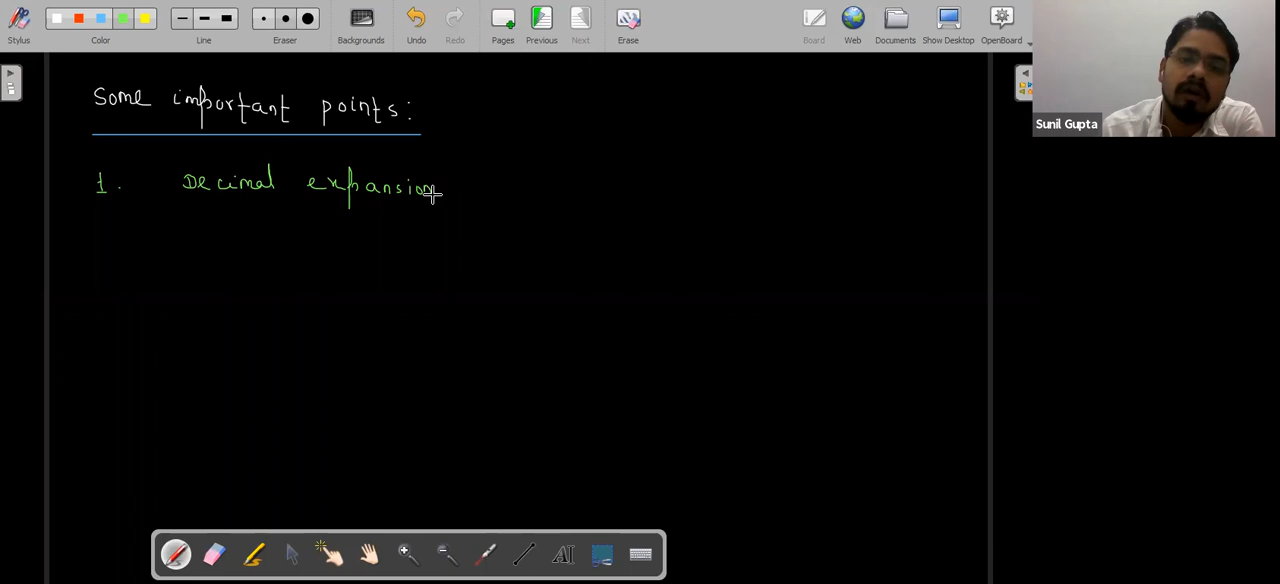 Stylus
Color
Line
Eraser
Backgrounds
Undo
Redo
Pages
Previous
Next
Erase
Board
Web
Documents
Show Desktop
OpenBoard
Sunil Gupta
Some important points:
1. Decimal expansion
AI